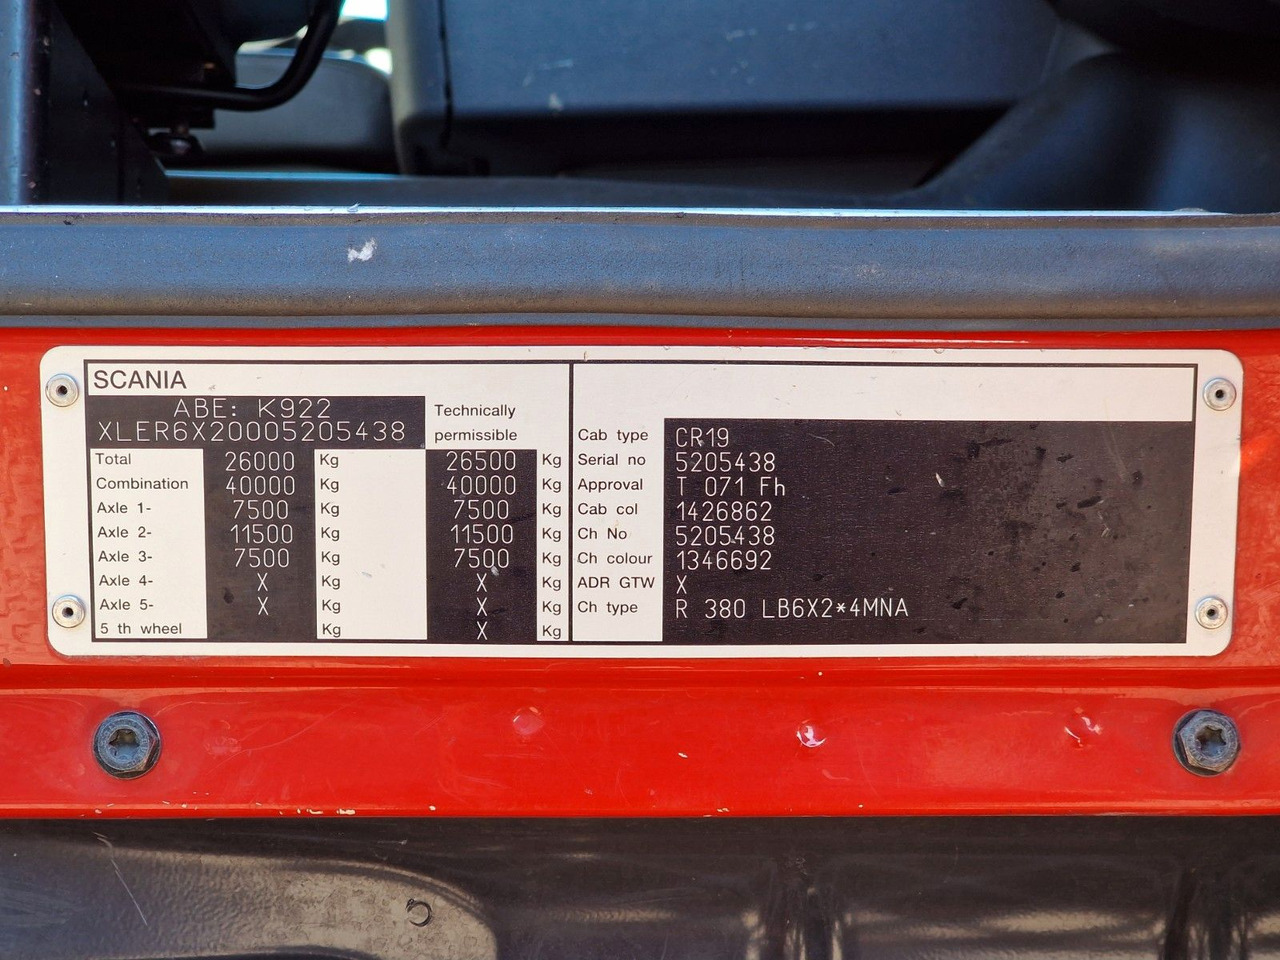 SCANIA
ABE: K922
XLER6X20005205438
Technically
permissible
Total 26000 Kg 26500 Kg
Combination 40000 Kg 40000 Kg
Axle 1- 7500 Kg 7500 Kg
Axle 2- 11500 Kg 11500 Kg
Axle 3- 7500 Kg 7500 Kg
Axle 4- X Kg X Kg
Axle 5- X Kg X Kg
5 th wheel Kg X Kg
Cab type CR19
Serial no 5205438
Approval T 071 Fh
Cab col 1426862
Ch No 5205438
Ch colour 1346692
ADR GTW X
Ch type R 380 LB6X2*4MNA